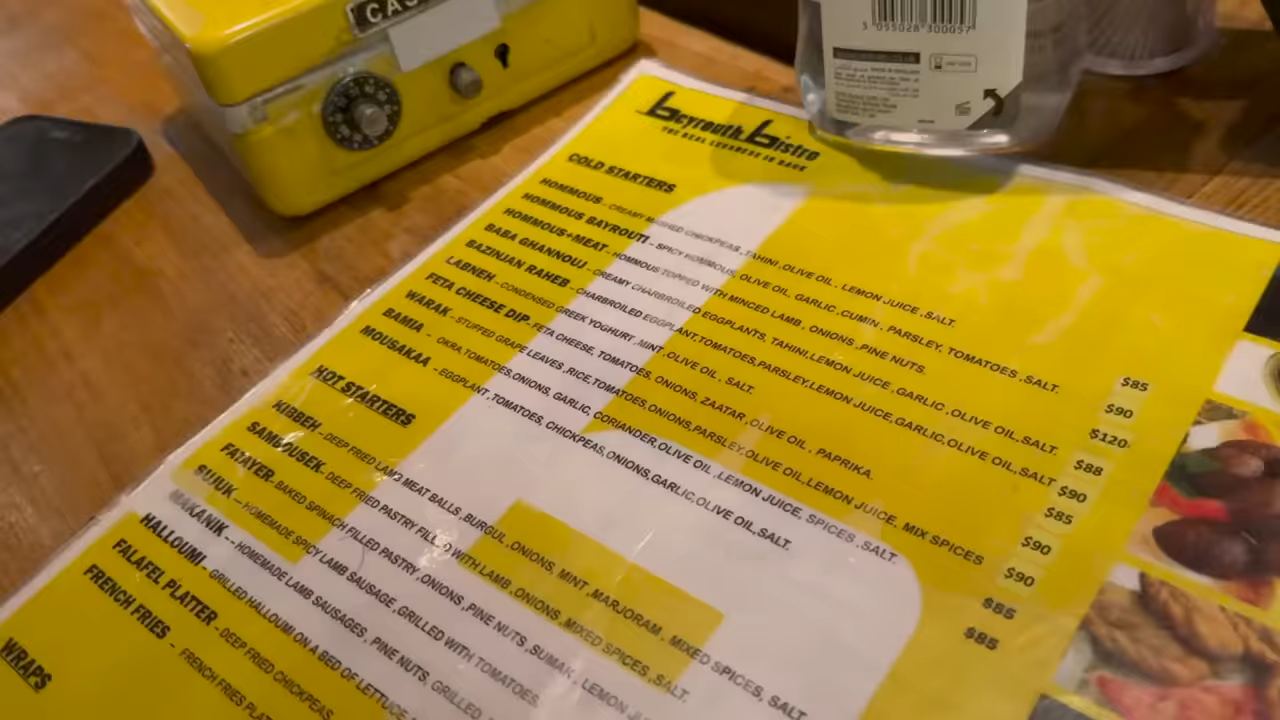 CAS
5 055028 300057
beyrouth bistro
THE REAL LEBANESE IS BACK
COLD STARTERS
HOMMOUS - CREAMY MASHED CHICKPEAS, TAHINI, OLIVE OIL, LEMON JUICE, SALT. $85
HOMMOUS BAYROUTI - SPICY HOMMOUS, OLIVE OIL, GARLIC, CUMIN, PARSLEY, TOMATOES, SALT. $90
HOMMOUS+MEAT - HOMMOUS TOPPED WITH MINCED LAMB, ONIONS, PINE NUTS. $120
BABA GHANNOUJ - CREAMY CHARBROILED EGGPLANTS, TAHINI, LEMON JUICE, GARLIC, OLIVE OIL, SALT. $88
BAZINJAN RAHEB - CHARBROILED EGGPLANT, TOMATOES, PARSLEY, LEMON JUICE, GARLIC, OLIVE OIL, SALT $90
LABNEH - CONDENSED GREEK YOGHURT, MINT, OLIVE OIL, SALT. $85
FETA CHEESE DIP - FETA CHEESE, TOMATOES, ONIONS, ZAATAR, OLIVE OIL, PAPRIKA. $90
WARAK - STUFFED GRAPE LEAVES, RICE, TOMATOES, ONIONS, PARSLEY, OLIVE OIL, LEMON JUICE, MIX SPICES $90
BAMIA - OKRA, TOMATOES, ONIONS, GARLIC, CORIANDER, OLIVE OIL, LEMON JUICE, SPICES, SALT. $85
MOUSAKAA - EGGPLANT, TOMATOES, CHICKPEAS, ONIONS, GARLIC, OLIVE OIL, SALT. $85
HOT STARTERS
KIBBEH - DEEP FRIED LAMB MEAT BALLS, BURGUL, ONIONS, MINT, MARJORAM, MIXED SPICES, SALT
SAMBOUSEK - DEEP FRIED PASTRY FILLED WITH LAMB, ONIONS, MIXED SPICES, SALT.
FATAYER - BAKED SPINACH FILLED PASTRY, ONIONS, PINE NUTS, SUMAK, LEMON
SUJUK - HOMEMADE SPICY LAMB SAUSAGE, GRILLED WITH TOMATOES.
MAKANIK - HOMEMADE LAMB SAUSAGES, PINE NUTS, GRILLED
HALLOUMI - GRILLED HALLOUMI ON A BED OF LETTUCE
FALAFEL PLATTER - DEEP FRIED CHICKPEAS
FRENCH FRIES - FRENCH FRIES
WRAPS